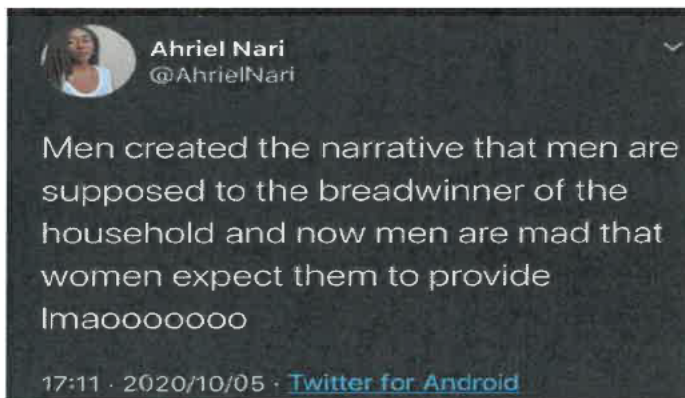 Ahriel Nari
@AhrielNari
Men created the narrative that men are
supposed to the breadwinner of the
household and now men are mad that
women expect them to provide
lmaooooooo
17:11 · 2020/10/05 · Twitter for Android